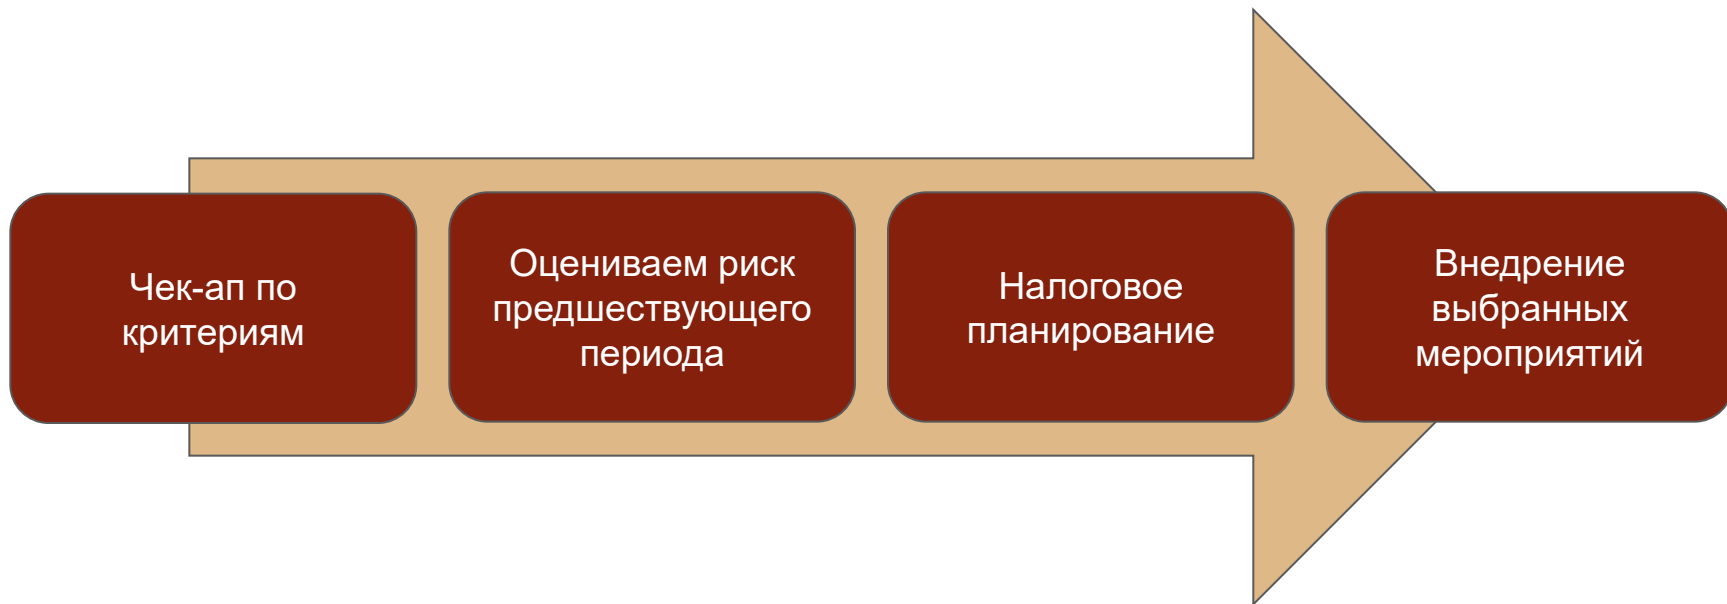 Чек-ап по
критериям
Оцениваем риск
предшествующего
периода
Налоговое
планирование
Внедрение
выбранных
мероприятий